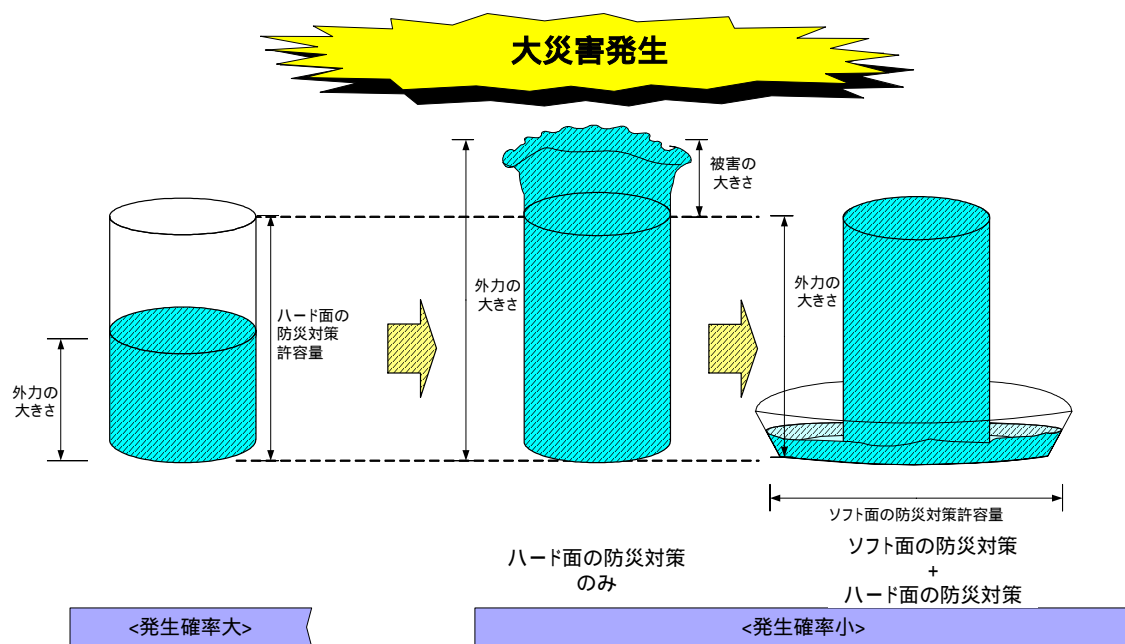 大災害発生
被害の
大きさ
外力の
大きさ
ハード面の
防災対策
許容量
外力の
大きさ
外力の
大きさ
ソフト面の防災対策許容量
ハード面の防災対策
のみ
ソフト面の防災対策
+
ハード面の防災対策
<発生確率大>
<発生確率小>